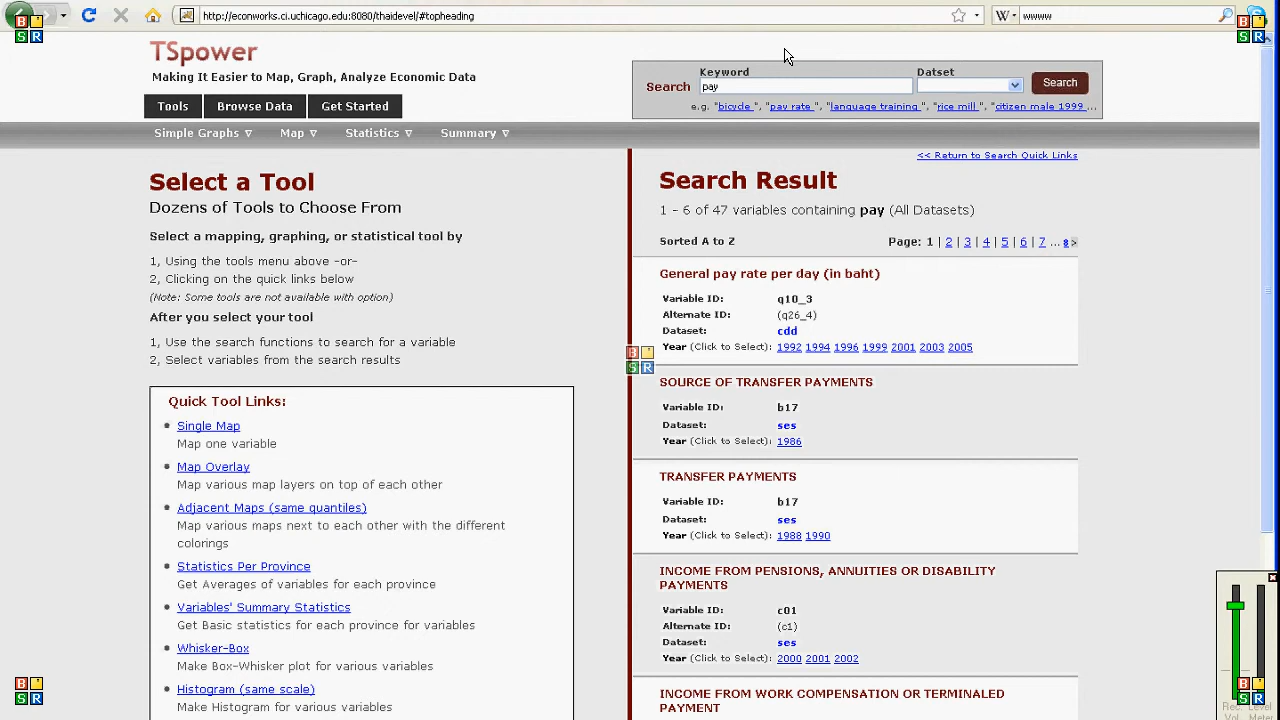 http://econworks.ci.uchicago.edu:8080/thaidevel/#topheading
wwww
TSpower
Making It Easier to Map, Graph, Analyze Economic Data
Keyword
Datset
Search
pay
Search
e.g. "bicycle ", "pay rate ", "language training ", "rice mill ", "citizen male 1999 ...
Tools
Browse Data
Get Started
Simple Graphs
Map
Statistics
Summary
<< Return to Search Quick Links
Select a Tool
Dozens of Tools to Choose From
Select a mapping, graphing, or statistical tool by
1, Using the tools menu above -or-
2, Clicking on the quick links below
(Note: Some tools are not available with option)
After you select your tool
1, Use the search functions to search for a variable
2, Select variables from the search results
Quick Tool Links:
Single Map
Map one variable
Map Overlay
Map various map layers on top of each other
Adjacent Maps (same quantiles)
Map various maps next to each other with the different
colorings
Statistics Per Province
Get Averages of variables for each province
Variables' Summary Statistics
Get Basic statistics for each province for variables
Whisker-Box
Make Box-Whisker plot for various variables
Histogram (same scale)
Make Histogram for various variables
Search Result
1 - 6 of 47 variables containing pay (All Datasets)
Sorted A to Z
Page: 1 | 2 | 3 | 4 | 5 | 6 | 7 ... 8 >
General pay rate per day (in baht)
Variable ID: q10_3
Alternate ID: (q26_4)
Dataset: cdd
Year (Click to Select): 1992 1994 1996 1999 2001 2003 2005
SOURCE OF TRANSFER PAYMENTS
Variable ID: b17
Dataset: ses
Year (Click to Select): 1986
TRANSFER PAYMENTS
Variable ID: b17
Dataset: ses
Year (Click to Select): 1988 1990
INCOME FROM PENSIONS, ANNUITIES OR DISABILITY
PAYMENTS
Variable ID: c01
Alternate ID: (c1)
Dataset: ses
Year (Click to Select): 2000 2001 2002
INCOME FROM WORK COMPENSATION OR TERMINALED
PAYMENT
B
S R
B
S R
B
S R
B
S R
B
S R
Rec. Level
Vol. Meter